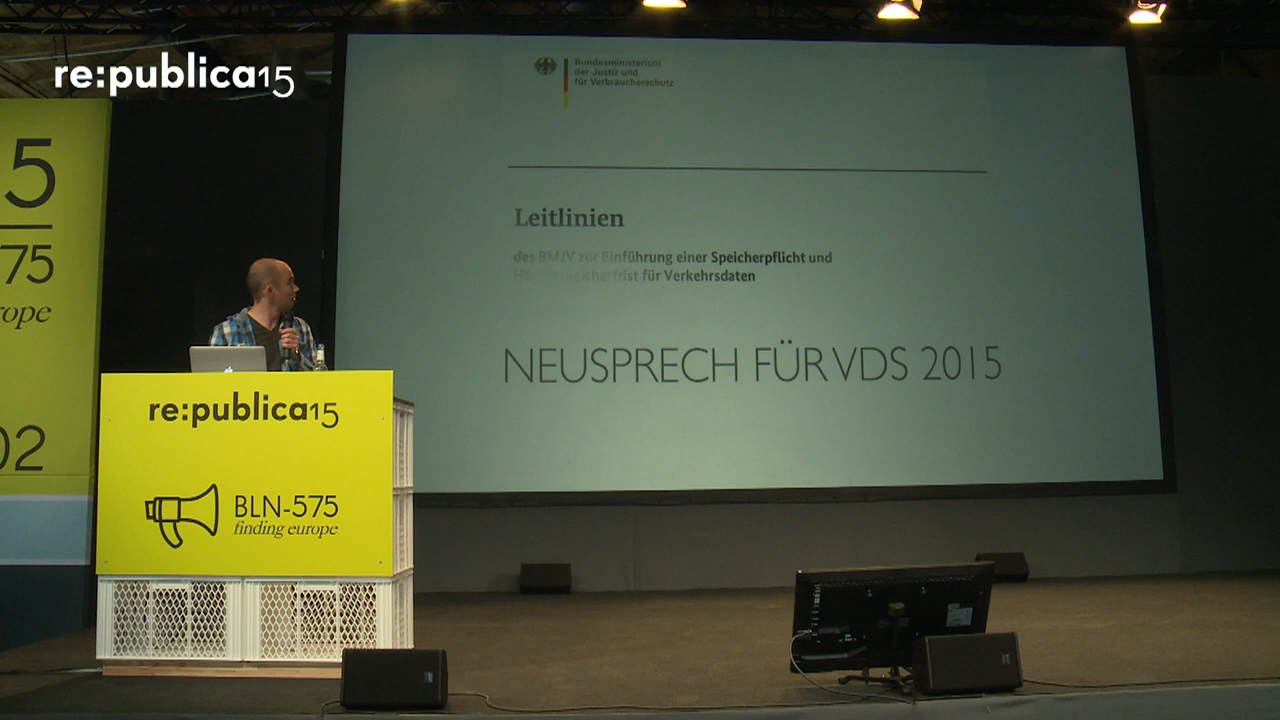 re:publica15
5
75
rope
02
Bundesministerium
der Justiz und
für Verbraucherschutz
Leitlinien
des BMJV zur Einführung einer Speicherpflicht und
Höchstspeicherfrist für Verkehrsdaten
NEUSPRECH FÜR VDS 2015
re:publica15
BLN-575
finding europe